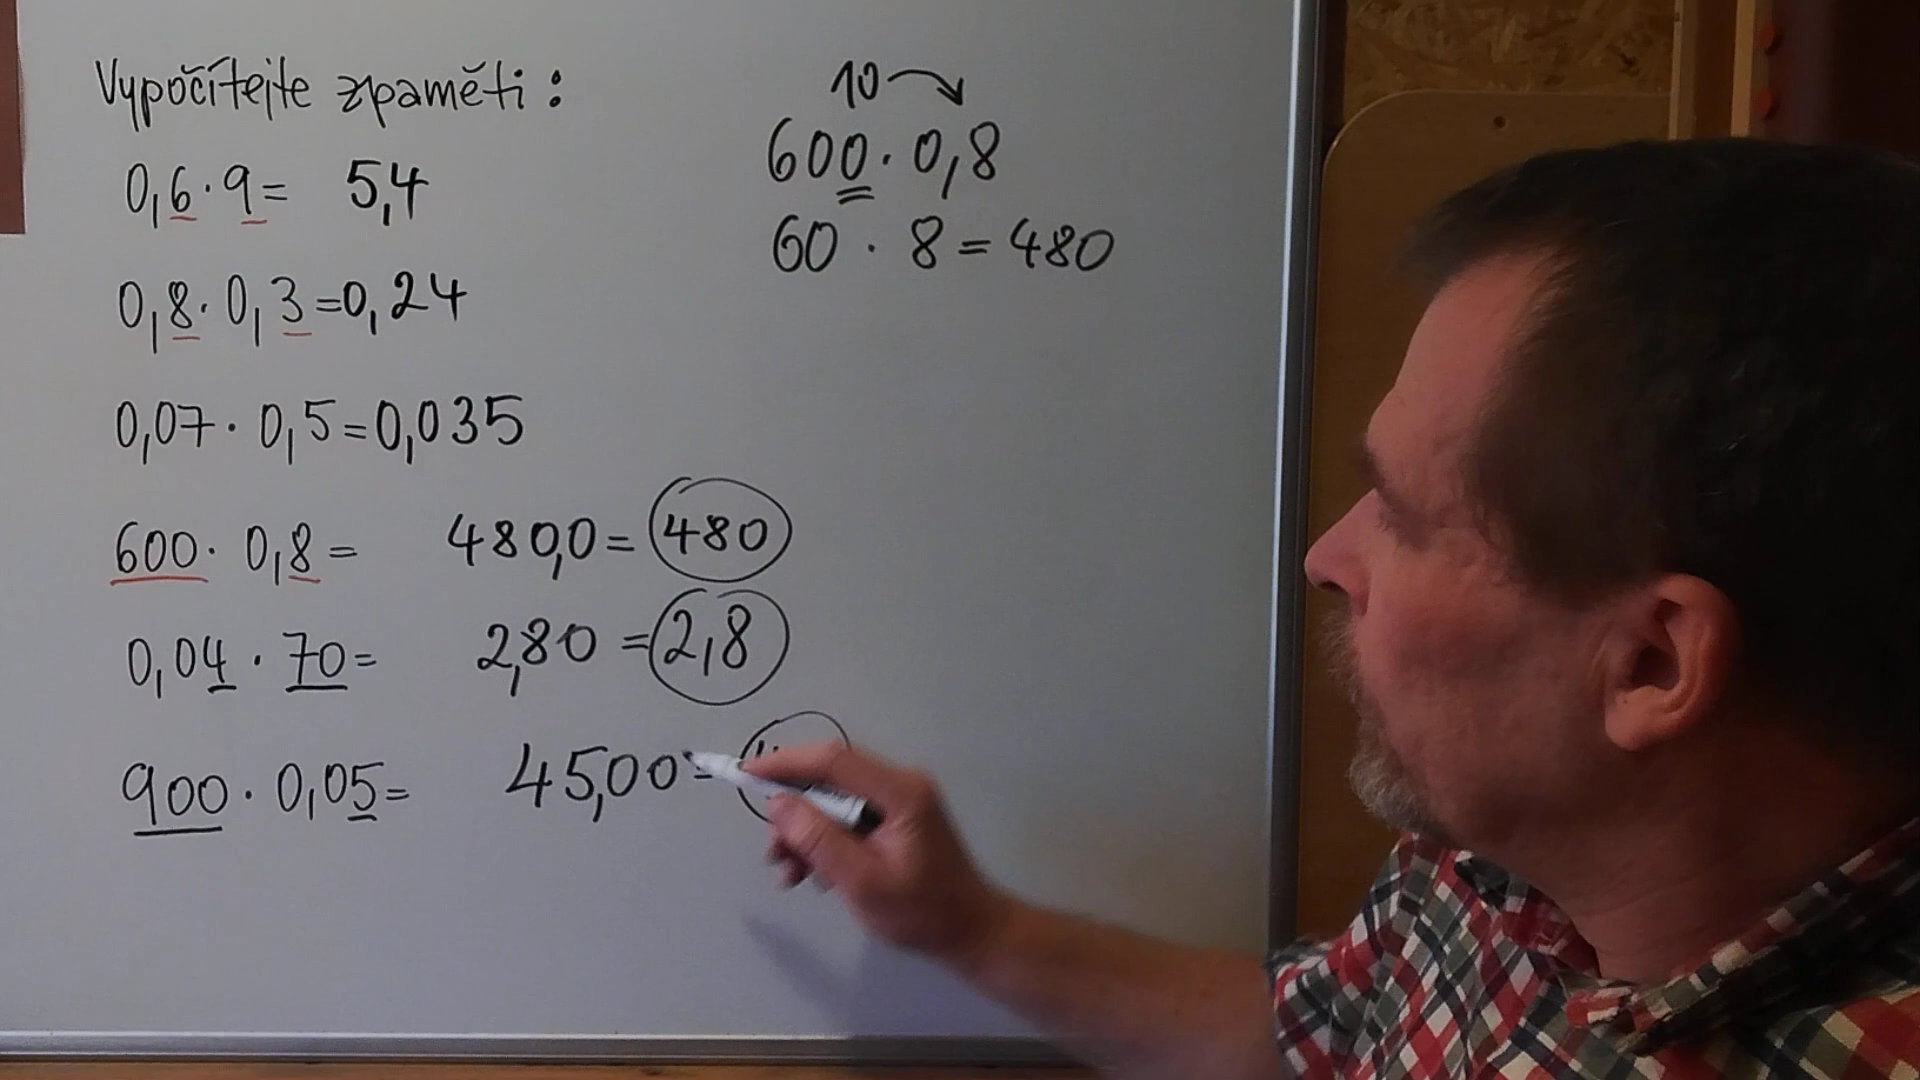 Vypočítejte zpaměti:
0,6 · 9 = 5,4
0,8 · 0,3 = 0,24
0,07 · 0,5 = 0,035
600 · 0,8 = 480,0 = 480
0,04 · 70 = 2,80 = 2,8
900 · 0,05 = 45,00 =
10
600 · 0,8
60 · 8 = 480